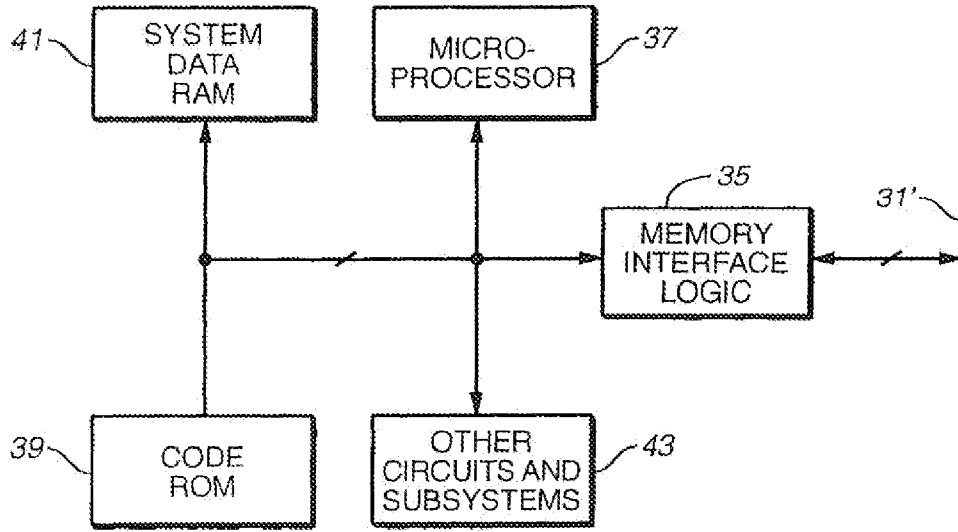 41
SYSTEM
DATA
RAM
MICRO-
PROCESSOR
37
35
MEMORY
INTERFACE
LOGIC
31'
39
CODE
ROM
OTHER
CIRCUITS AND
SUBSYSTEMS
43